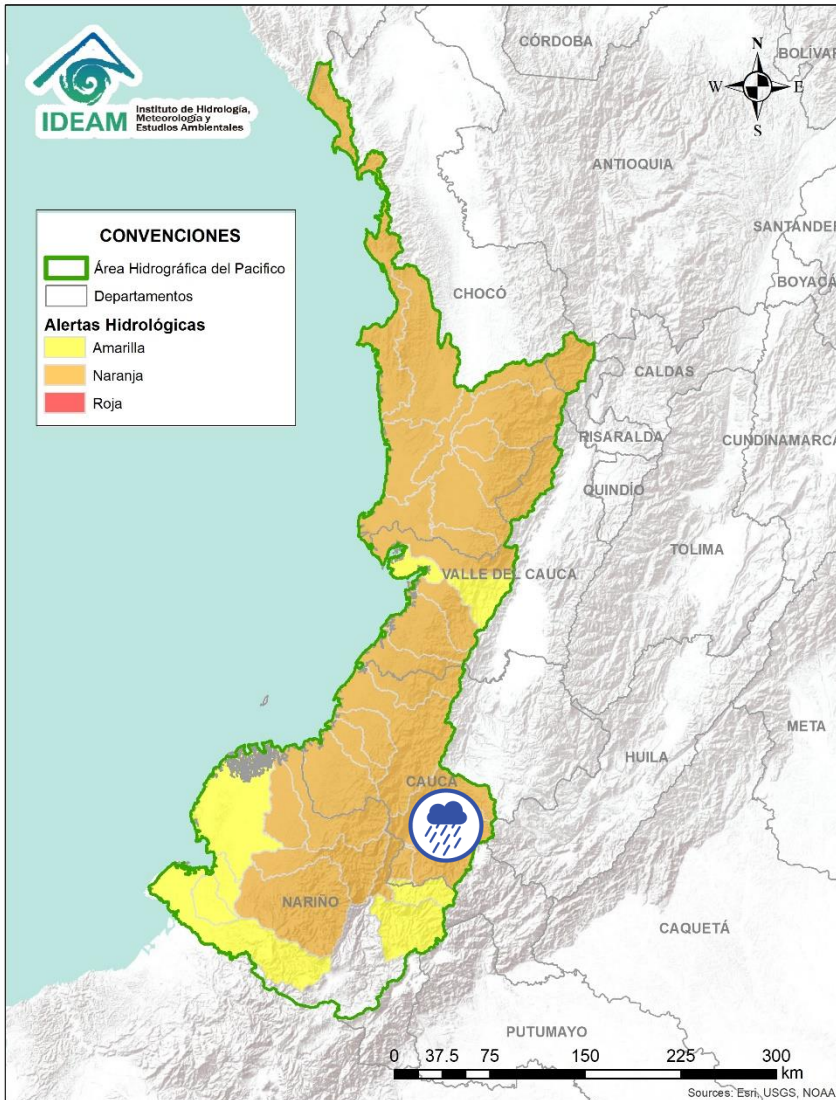 IDEAM
Instituto de Hidrología,
Meteorología y
Estudios Ambientales
CÓRDOBA
BOLÍVAR
N
W
E
S
ANTIOQUIA
SANTANDER
BOYACÁ
CONVENCIONES
Área Hidrográfica del Pacifico
Departamentos
Alertas Hidrológicas
Amarilla
Naranja
Roja
CHOCÓ
CALDAS
RISARALDA
CUNDINAMARCA
QUINDÍO
TOLIMA
VALLE DEL CAUCA
META
HUILA
CAUCA
NARIÑO
CAQUETÁ
PUTUMAYO
0 37.5 75 150 225 300
km
Sources: Esri, USGS, NOAA